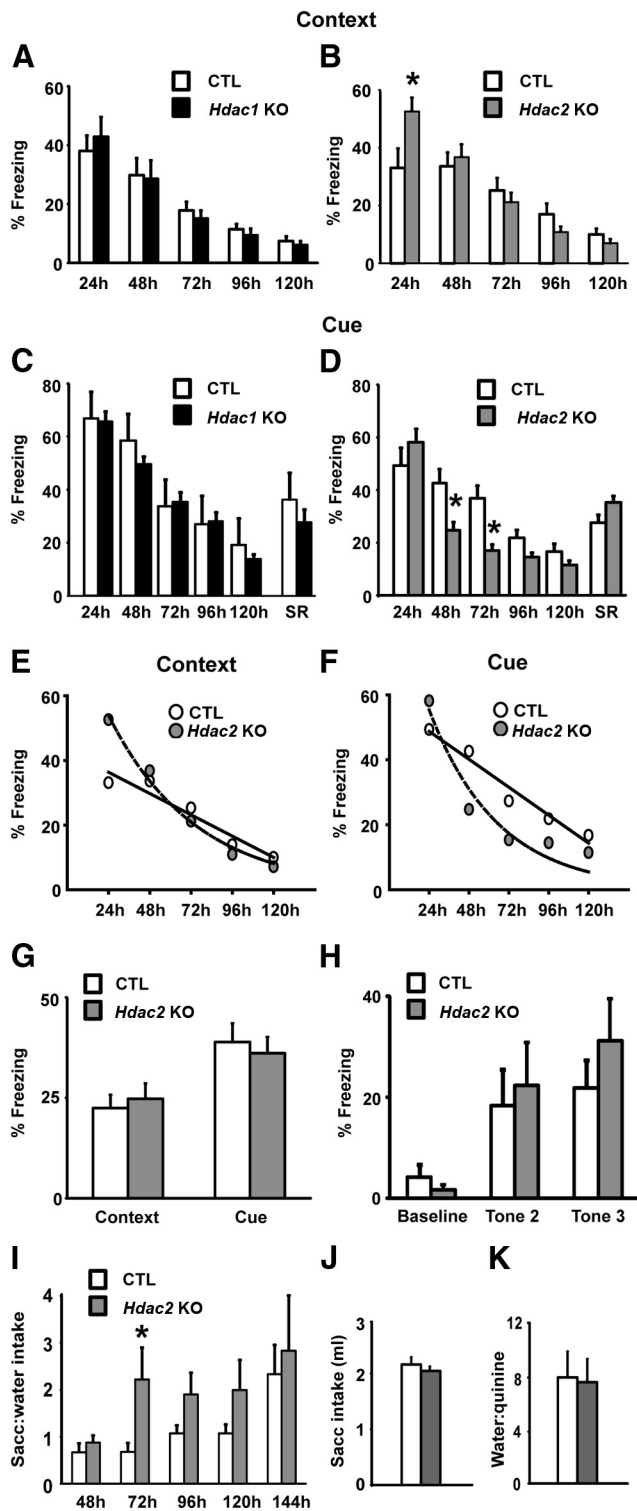 Context
A
CTL
Hdac1 KO
% Freezing
60
40
20
0
24h 48h 72h 96h 120h
B
*
CTL
Hdac2 KO
% Freezing
60
40
20
0
24h 48h 72h 96h 120h
Cue
C
CTL
Hdac1 KO
% Freezing
80
60
40
20
0
24h 48h 72h 96h 120h SR
D
CTL
Hdac2 KO
* *
% Freezing
80
60
40
20
0
24h 48h 72h 96h 120h SR
E
Context
CTL
Hdac2 KO
% Freezing
60
40
20
0
24h 48h 72h 96h 120h
F
Cue
CTL
Hdac2 KO
% Freezing
60
40
20
0
24h 48h 72h 96h 120h
G
CTL
Hdac2 KO
% Freezing
50
25
0
Context Cue
H
CTL
Hdac2 KO
% Freezing
40
20
0
Baseline Tone 2 Tone 3
I
CTL
Hdac2 KO
*
Sacc:water intake
4
3
2
1
0
48h 72h 96h 120h 144h
J
Sacc intake (ml)
3
2
1
0
K
Water:quinine
12
8
4
0